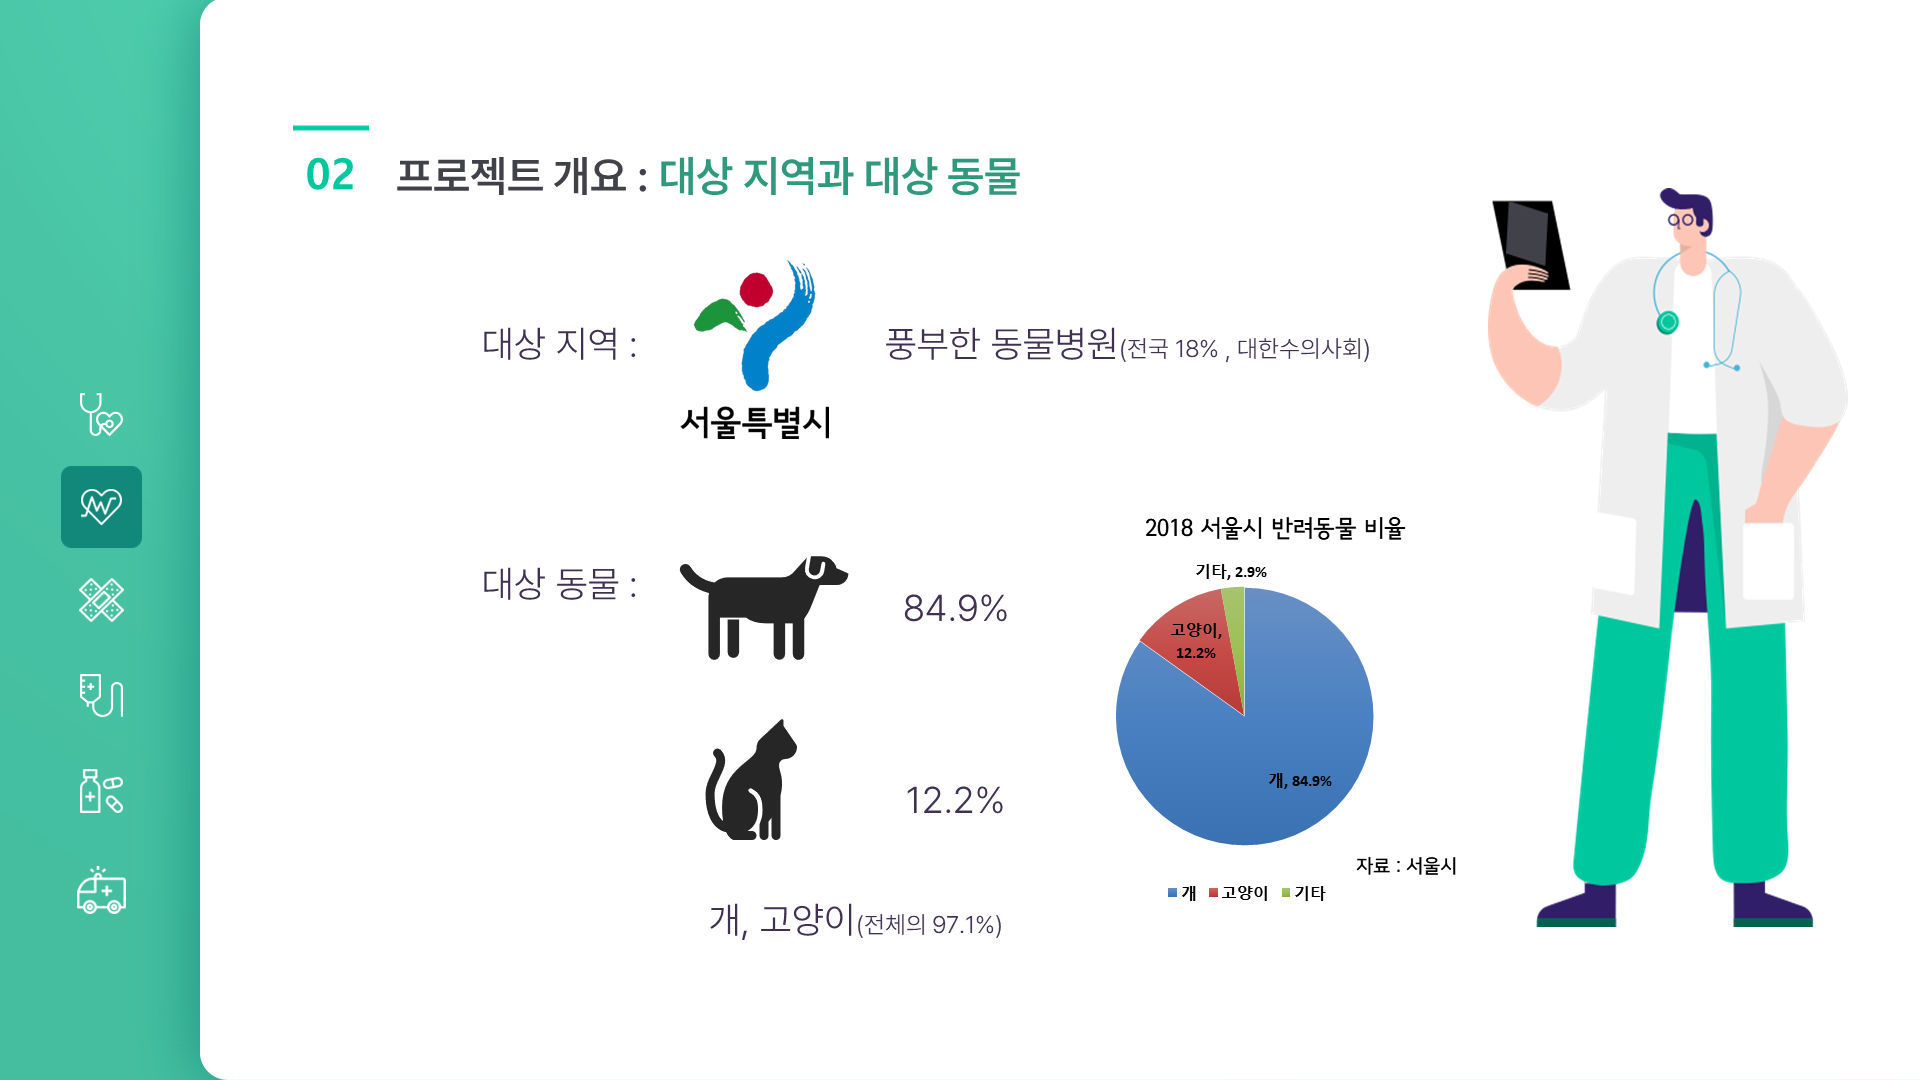 02 프로젝트 개요 : 대상 지역과 대상 동물
대상 지역 :
서울특별시
풍부한 동물병원(전국 18% , 대한수의사회)
대상 동물 :
84.9%
12.2%
개, 고양이(전체의 97.1%)
2018 서울시 반려동물 비율
기타, 2.9%
고양이,
12.2%
개, 84.9%
자료 : 서울시
개 고양이 기타